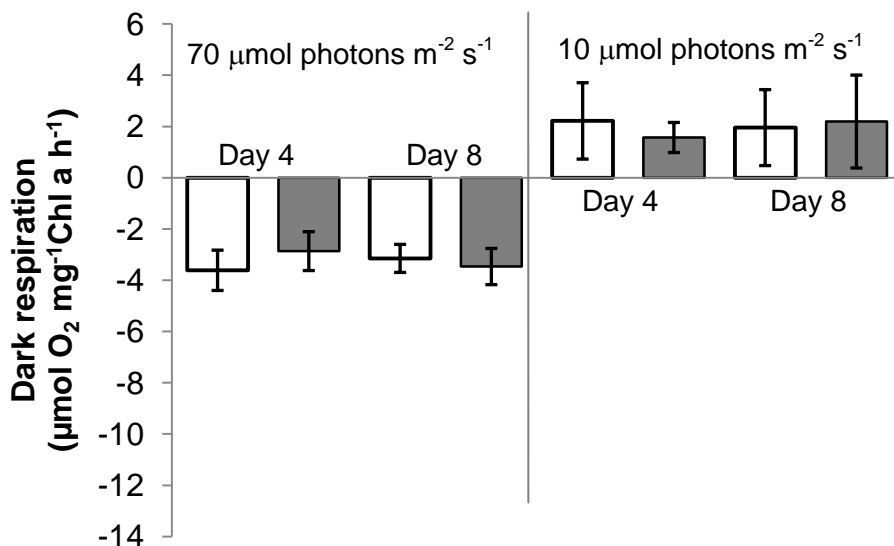 Dark respiration
(µmol O₂ mg⁻¹Chl a h⁻¹)
6
4
2
0
-2
-4
-6
-8
-10
-12
-14
70 µmol photons m⁻² s⁻¹
10 µmol photons m⁻² s⁻¹
Day 4
Day 8
Day 4
Day 8